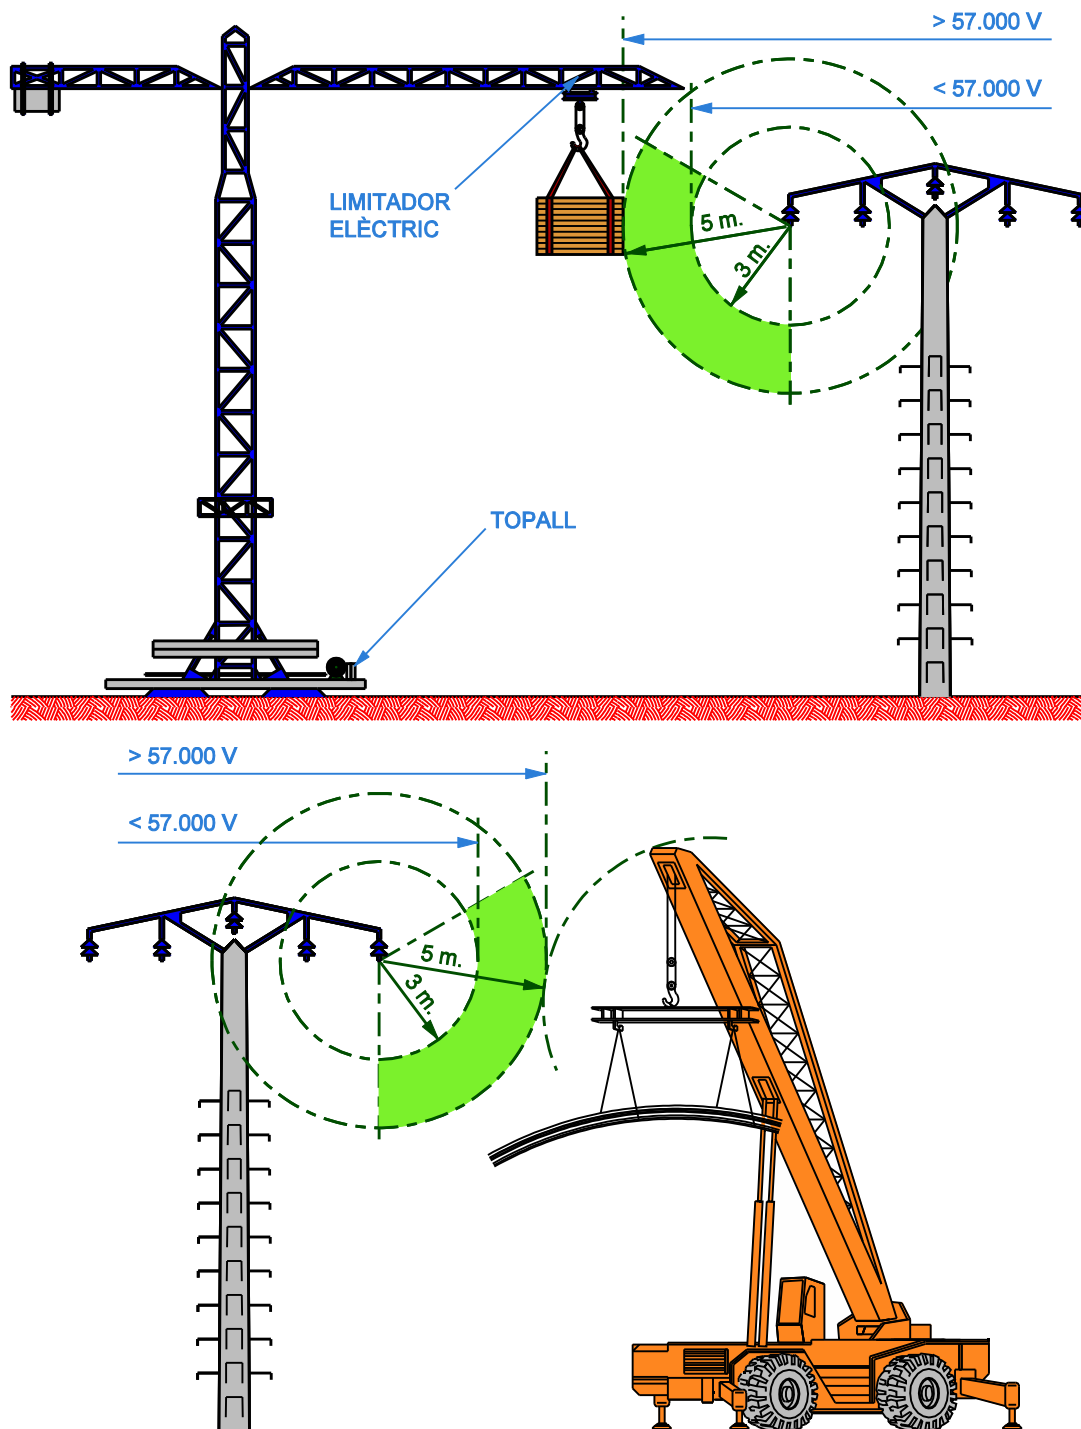 > 57.000 V
< 57.000 V
LIMITADOR
ELÈCTRIC
5 m.
3 m.
TOPALL
> 57.000 V
< 57.000 V
5 m.
3 m.